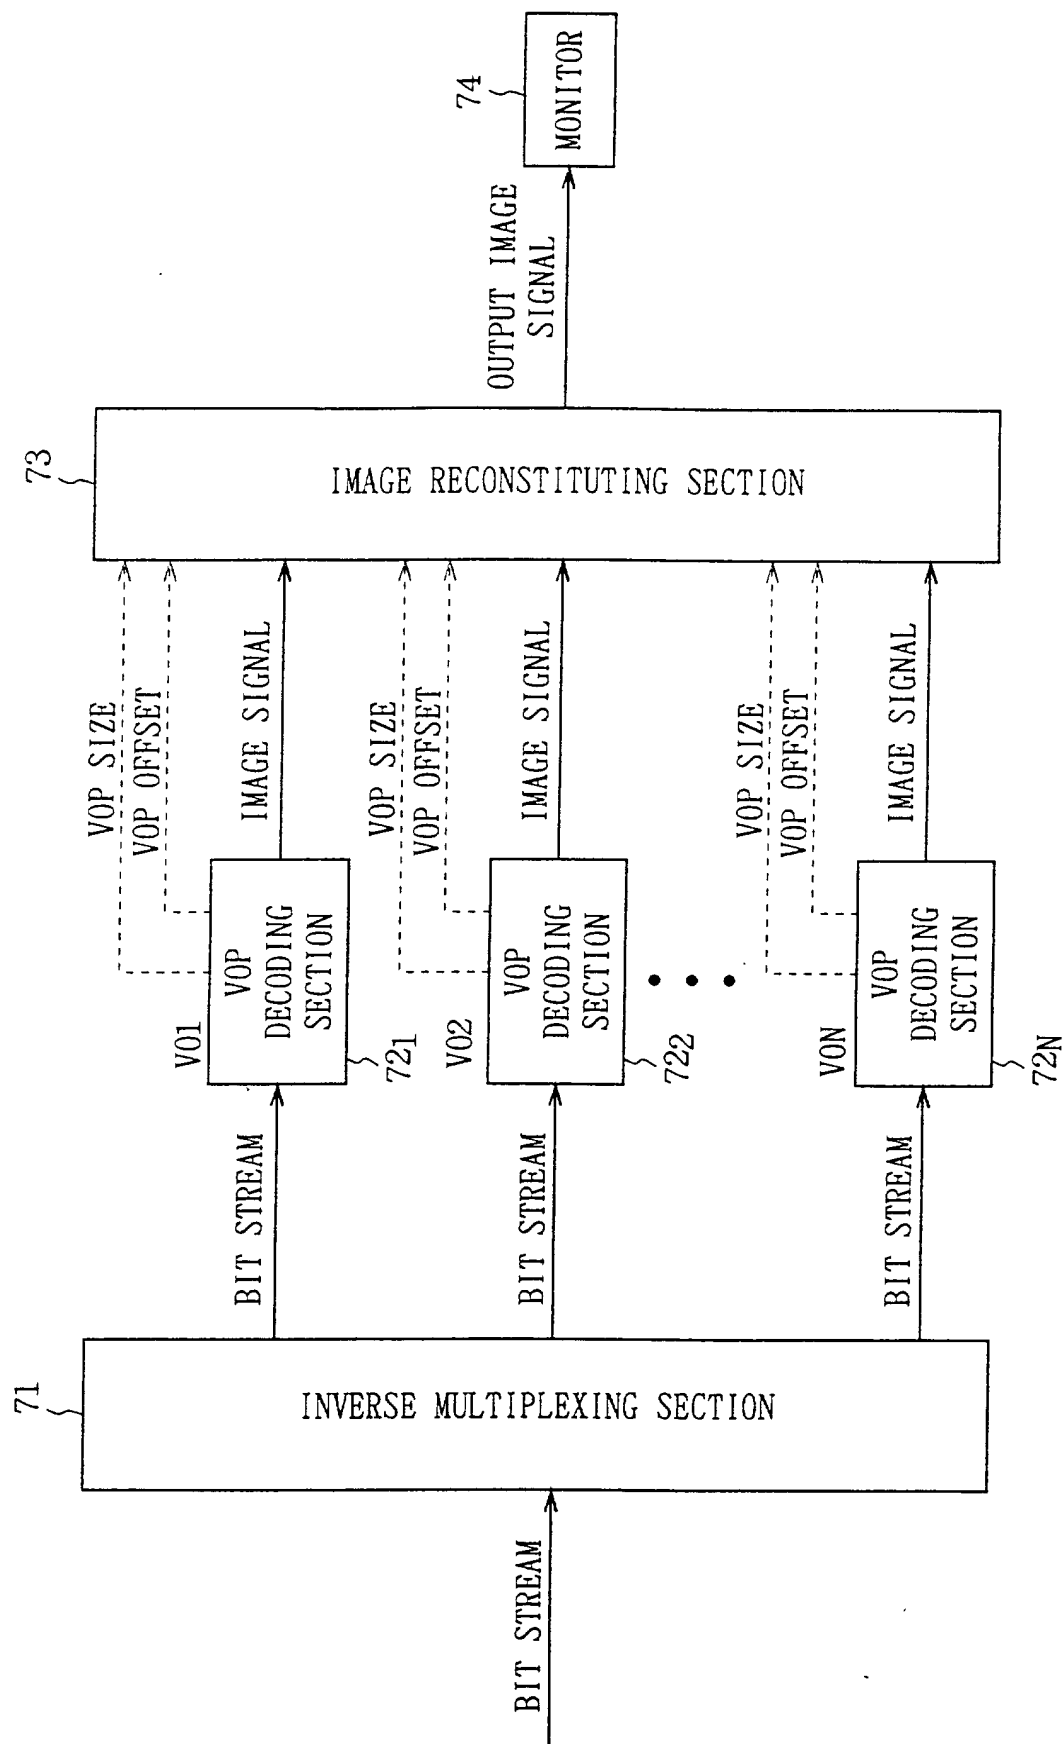 BIT STREAM
71
INVERSE MULTIPLEXING SECTION
BIT STREAM
BIT STREAM
BIT STREAM
VO1
VOP
DECODING
SECTION
721
VO2
VOP
DECODING
SECTION
722
VON
VOP
DECODING
SECTION
72N
VOP SIZE
VOP OFFSET
IMAGE SIGNAL
VOP SIZE
VOP OFFSET
IMAGE SIGNAL
VOP SIZE
VOP OFFSET
IMAGE SIGNAL
73
IMAGE RECONSTITUTING SECTION
OUTPUT IMAGE
SIGNAL
74
MONITOR